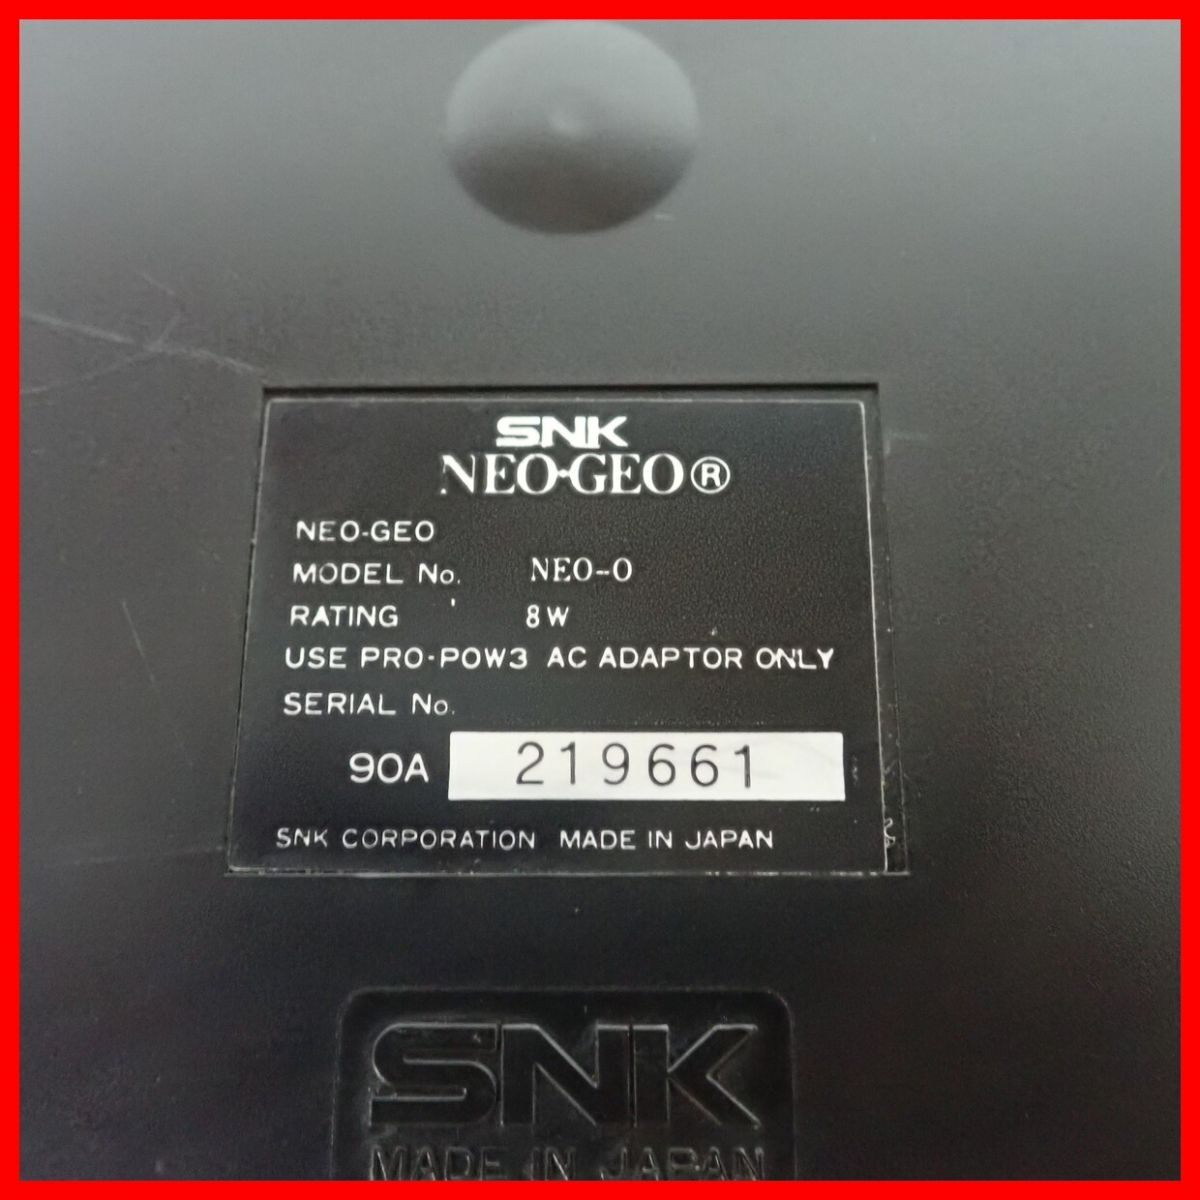 SNK
NEO·GEO®
NEO-GEO
MODEL No. NEO-O
RATING 8W
USE PRO-POW3 AC ADAPTOR ONLY
SERIAL No.
90A 219661
SNK CORPORATION MADE IN JAPAN
SNK
MADE IN JAPAN